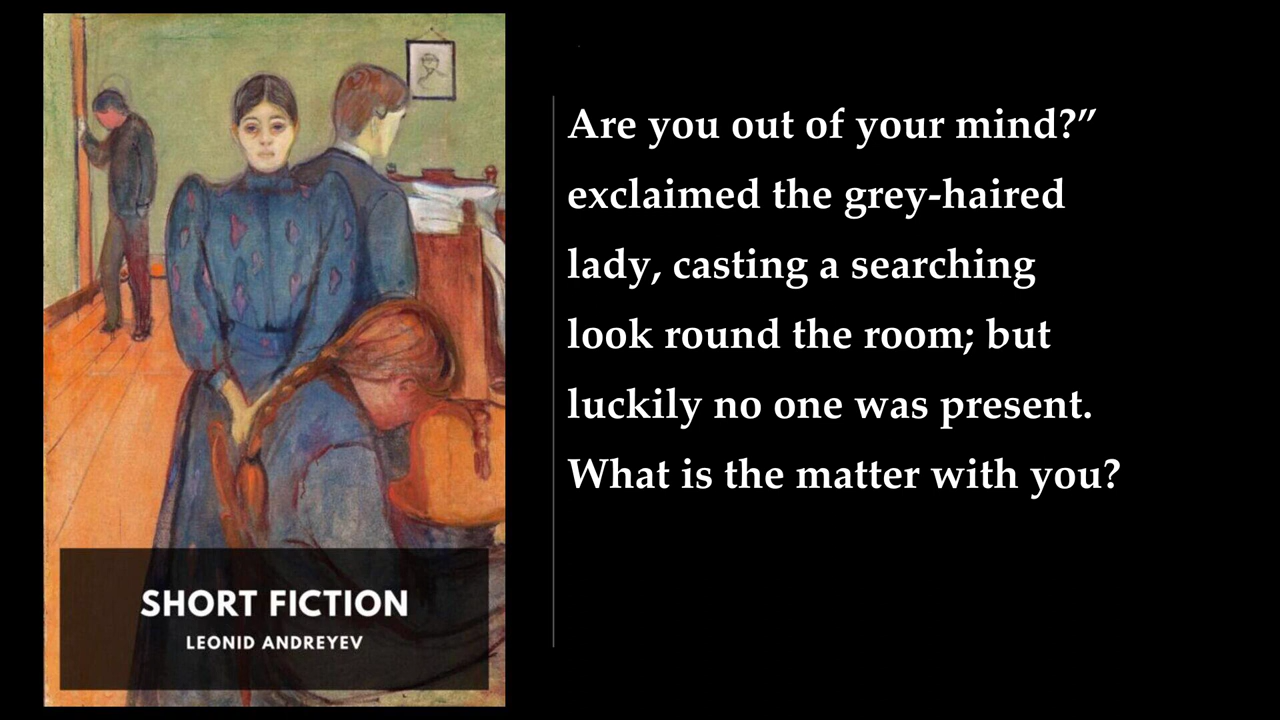 SHORT FICTION
LEONID ANDREYEV
Are you out of your mind?”
exclaimed the grey-haired
lady, casting a searching
look round the room; but
luckily no one was present.
What is the matter with you?